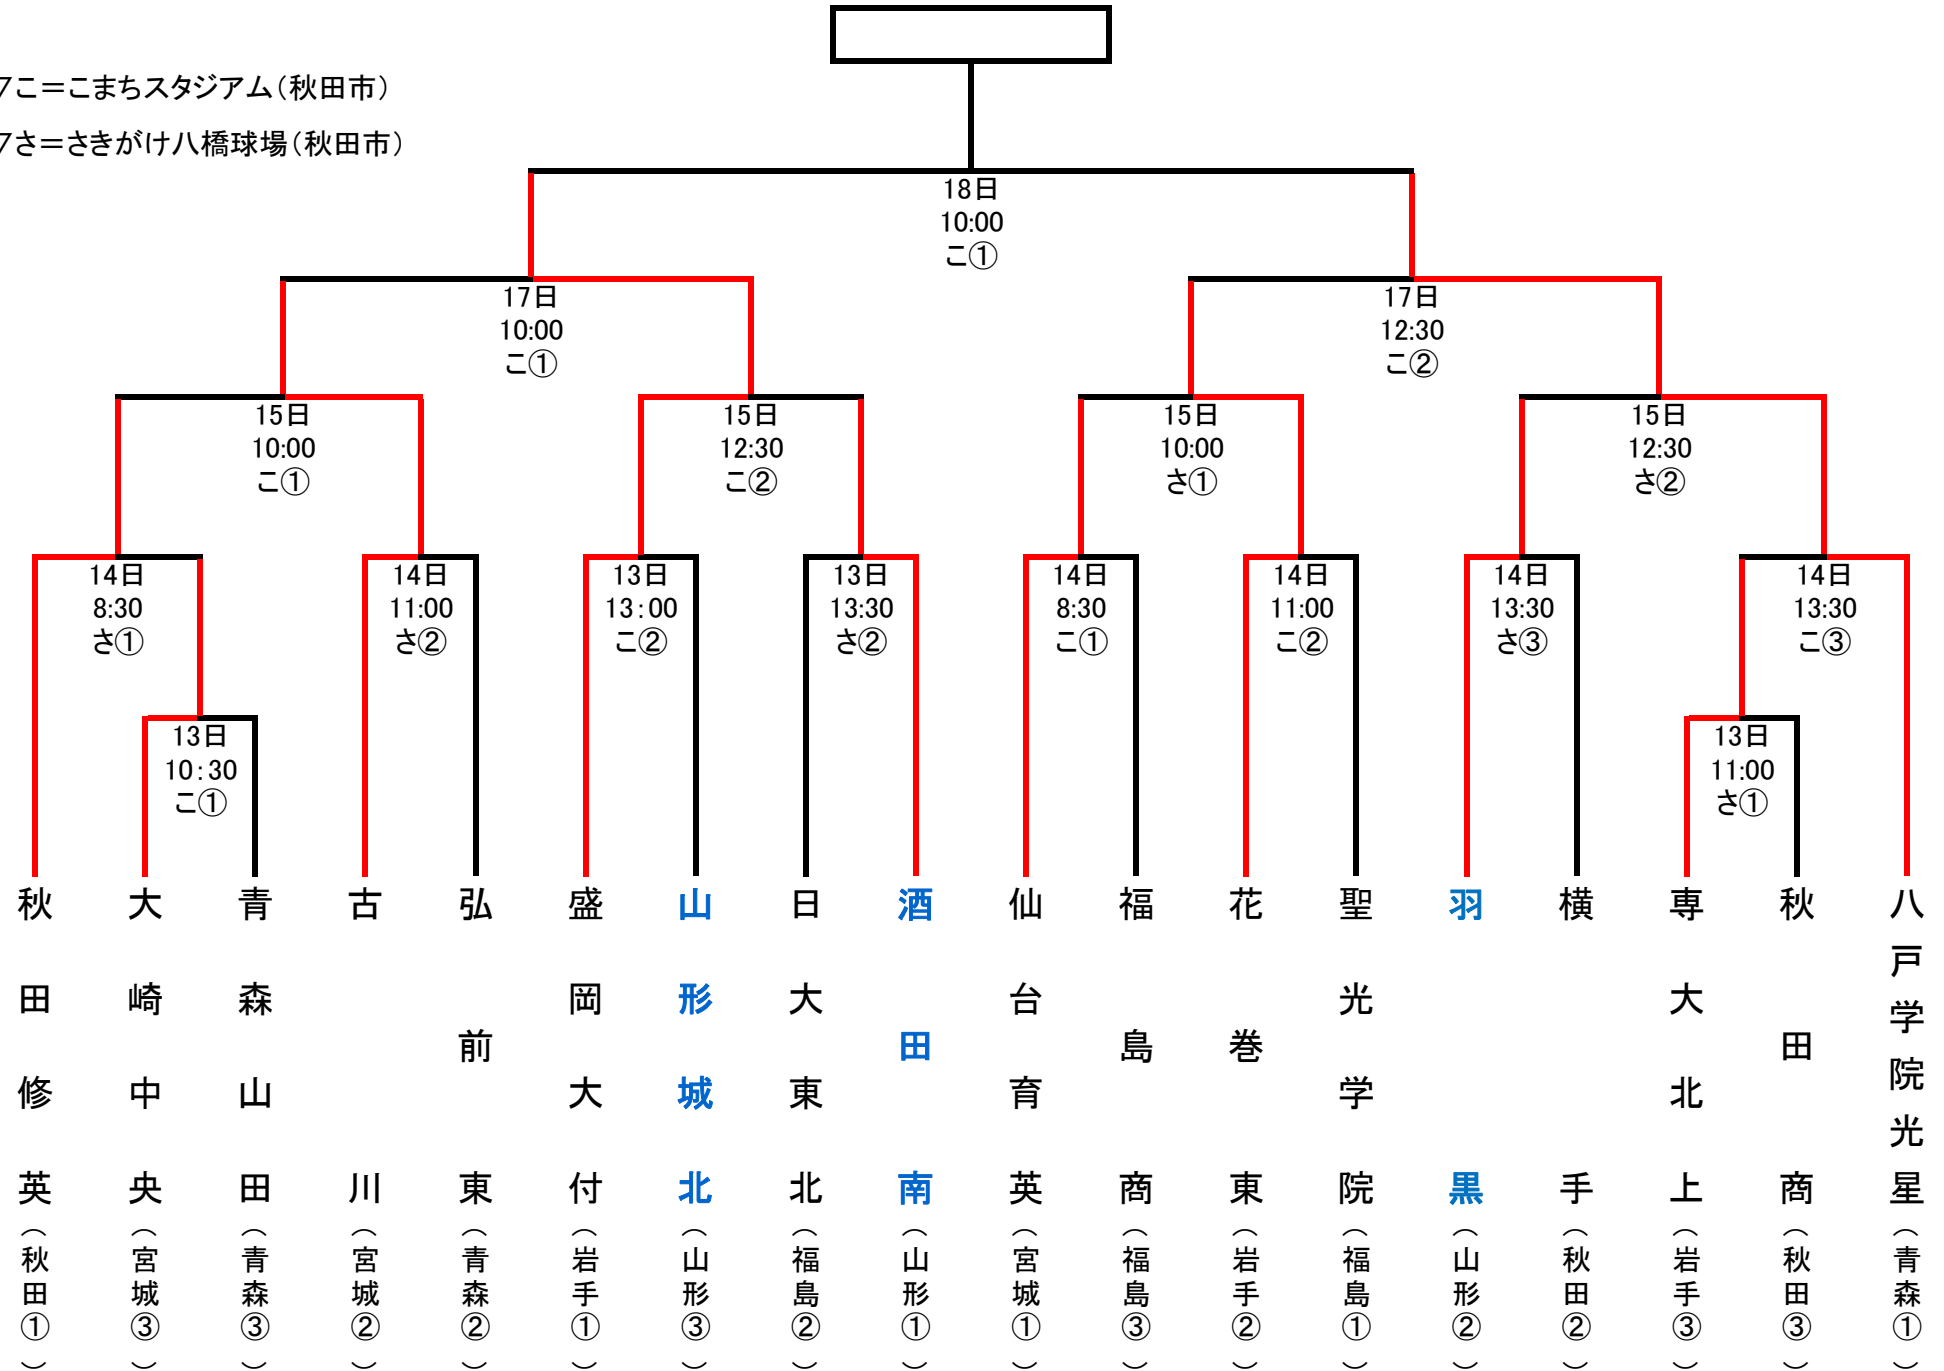 ▽こ＝こまちスタジアム（秋田市）
▽さ＝さきがけ八橋球場（秋田市）
18日
10:00
こ①
17日
10:00
こ①
17日
12:30
こ②
15日
10:00
こ①
15日
12:30
こ②
15日
10:00
さ①
15日
12:30
さ②
14日
8:30
さ①
14日
11:00
さ②
13日
13：00
こ②
13日
13:30
さ②
14日
8:30
こ①
14日
11:00
こ②
14日
13:30
さ③
14日
13:30
こ③
13日
10：30
こ①
13日
11:00
さ①
秋田修英（秋田①）
大崎中央（宮城③）
青森山田（青森③）
古川（宮城②）
弘前東（青森②）
盛岡大付（岩手①）
山形城北（山形③）
日大東北（福島②）
酒田南（山形①）
仙台育英（宮城①）
福島商（福島③）
花巻東（岩手②）
聖光学院（福島①）
羽黒（山形②）
横手（秋田②）
専大北上（岩手③）
秋田商（秋田③）
八戸学院光星（青森①）